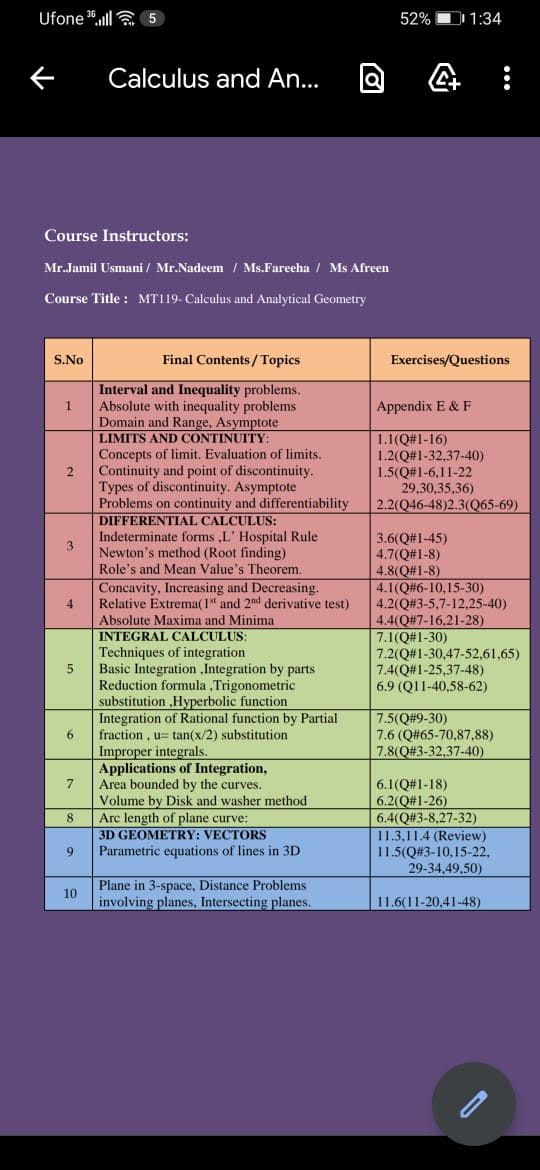 Ufone 3G 5 52% 1:34
Calculus and An...
Course Instructors:
Mr.Jamil Usmani / Mr.Nadeem / Ms.Fareeha / Ms Afreen
Course Title : MT119- Calculus and Analytical Geometry
S.No Final Contents / Topics Exercises/Questions
1
Interval and Inequality problems.
Absolute with inequality problems
Domain and Range, Asymptote
Appendix E & F
2
LIMITS AND CONTINUITY:
Concepts of limit. Evaluation of limits.
Continuity and point of discontinuity.
Types of discontinuity. Asymptote
Problems on continuity and differentiability
1.1(Q#1-16)
1.2(Q#1-32,37-40)
1.5(Q#1-6,11-22
29,30,35,36)
2.2(Q46-48)2.3(Q65-69)
3
DIFFERENTIAL CALCULUS:
Indeterminate forms ,L’ Hospital Rule
Newton’s method (Root finding)
Role’s and Mean Value’s Theorem.
3.6(Q#1-45)
4.7(Q#1-8)
4.8(Q#1-8)
4
Concavity, Increasing and Decreasing.
Relative Extrema(1st and 2nd derivative test)
Absolute Maxima and Minima
4.1(Q#6-10,15-30)
4.2(Q#3-5,7-12,25-40)
4.4(Q#7-16,21-28)
5
INTEGRAL CALCULUS:
Techniques of integration
Basic Integration ,Integration by parts
Reduction formula ,Trigonometric
substitution ,Hyperbolic function
7.1(Q#1-30)
7.2(Q#1-30,47-52,61,65)
7.4(Q#1-25,37-48)
6.9 (Q11-40,58-62)
6
Integration of Rational function by Partial
fraction , u= tan(x/2) substitution
Improper integrals.
7.5(Q#9-30)
7.6 (Q#65-70,87,88)
7.8(Q#3-32,37-40)
7
Applications of Integration,
Area bounded by the curves.
Volume by Disk and washer method
6.1(Q#1-18)
6.2(Q#1-26)
8 Arc length of plane curve: 6.4(Q#3-8,27-32)
9
3D GEOMETRY: VECTORS
Parametric equations of lines in 3D
11.3,11.4 (Review)
11.5(Q#3-10,15-22,
29-34,49,50)
10
Plane in 3-space, Distance Problems
involving planes, Intersecting planes.
11.6(11-20,41-48)